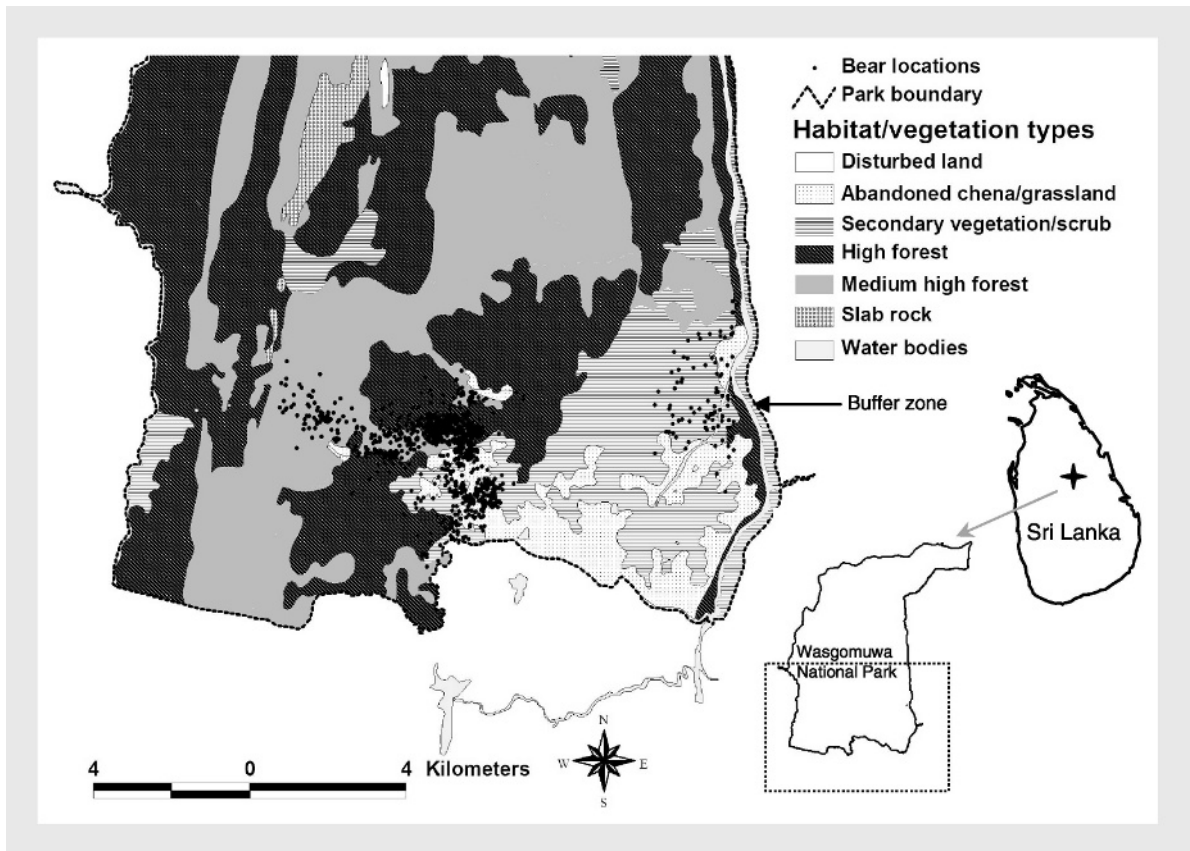 Bear locations
Park boundary
Habitat/vegetation types
Disturbed land
Abandoned chena/grassland
Secondary vegetation/scrub
High forest
Medium high forest
Slab rock
Water bodies
Buffer zone
Sri Lanka
Wasgomuwa
National Park
N
W E
S
4 0 4 Kilometers